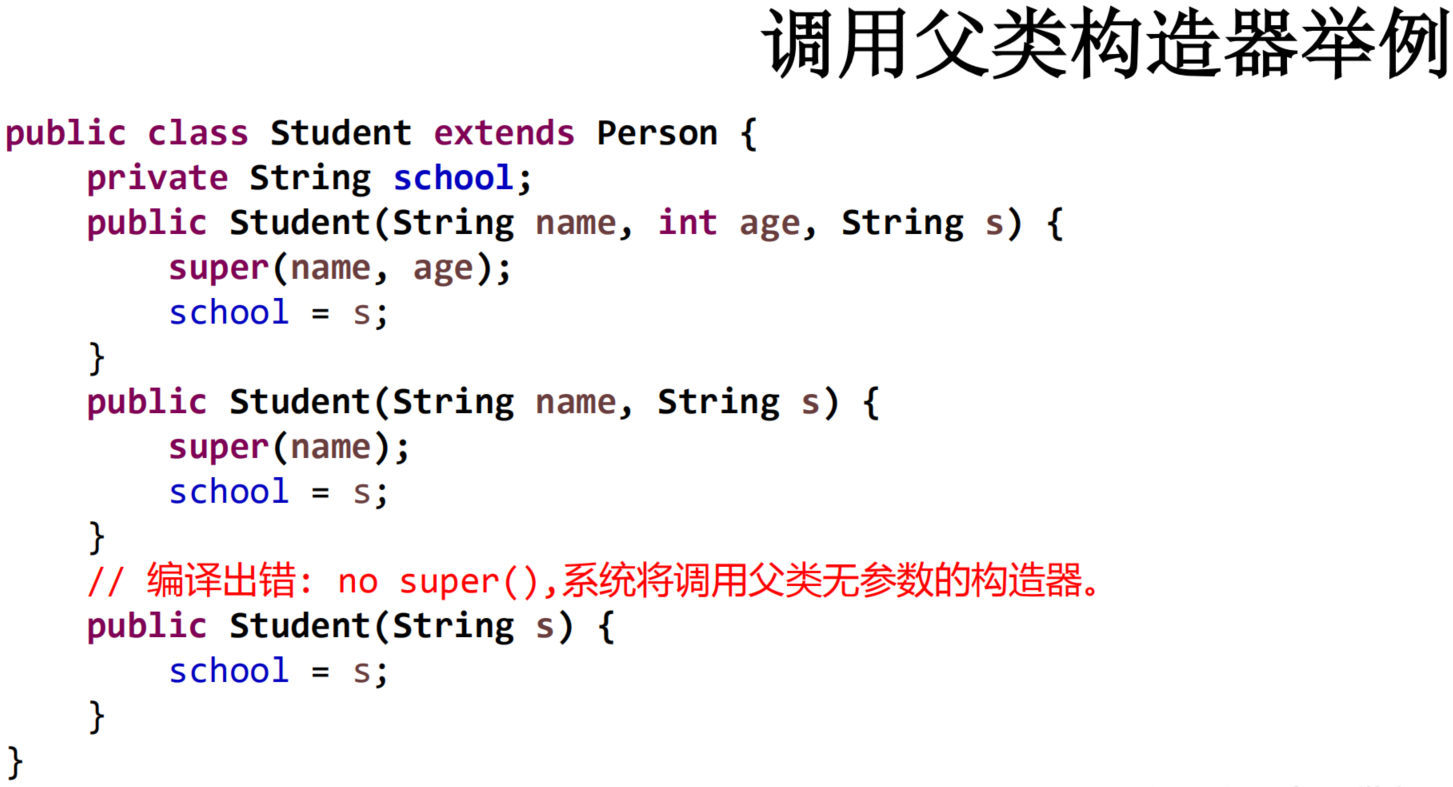 调用父类构造器举例
public class Student extends Person {
    private String school;
    public Student(String name, int age, String s) {
        super(name, age);
        school = s;
    }
    public Student(String name, String s) {
        super(name);
        school = s;
    }
    // 编译出错: no super(),系统将调用父类无参数的构造器。
    public Student(String s) {
        school = s;
    }
}